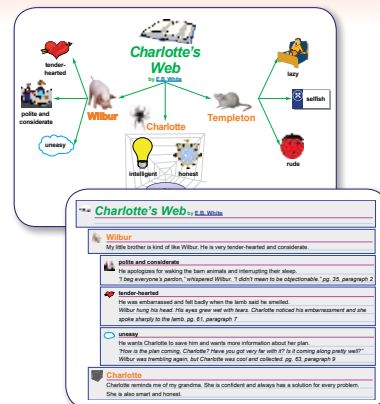 Charlotte's
Web
by E.B. White
tender-
hearted
polite and
considerate
uneasy
Wilbur
Charlotte
Templeton
lazy
selfish
rude
intelligent
honest
Charlotte's Web by E.B. White
Wilbur
My little brother is kind of like Wilbur. He is very tender-hearted and considerate.
polite and considerate
He apologizes for waking the barn animals and interrupting their sleep.
"I beg everyone's pardon," whispered Wilbur. "I didn't mean to be objectionable." pg. 35, paragraph 2
tender-hearted
He was embarrassed and felt badly when the lamb said he smelled.
Wilbur hung his head. His eyes grew wet with tears. Charlotte noticed his embarrassment and she
spoke sharply to the lamb. pg. 61, paragraph 7
uneasy
He wants Charlotte to save him and wants more information about her plan.
"How is the plan coming, Charlotte? Have you got very far with it? Is it coming along pretty well?"
Wilbur was trembling again, but Charlotte was cool and collected. pg. 63, paragraph 9
Charlotte
Charlotte reminds me of my grandma. She is confident and always has a solution for every problem.
She is also smart and honest.